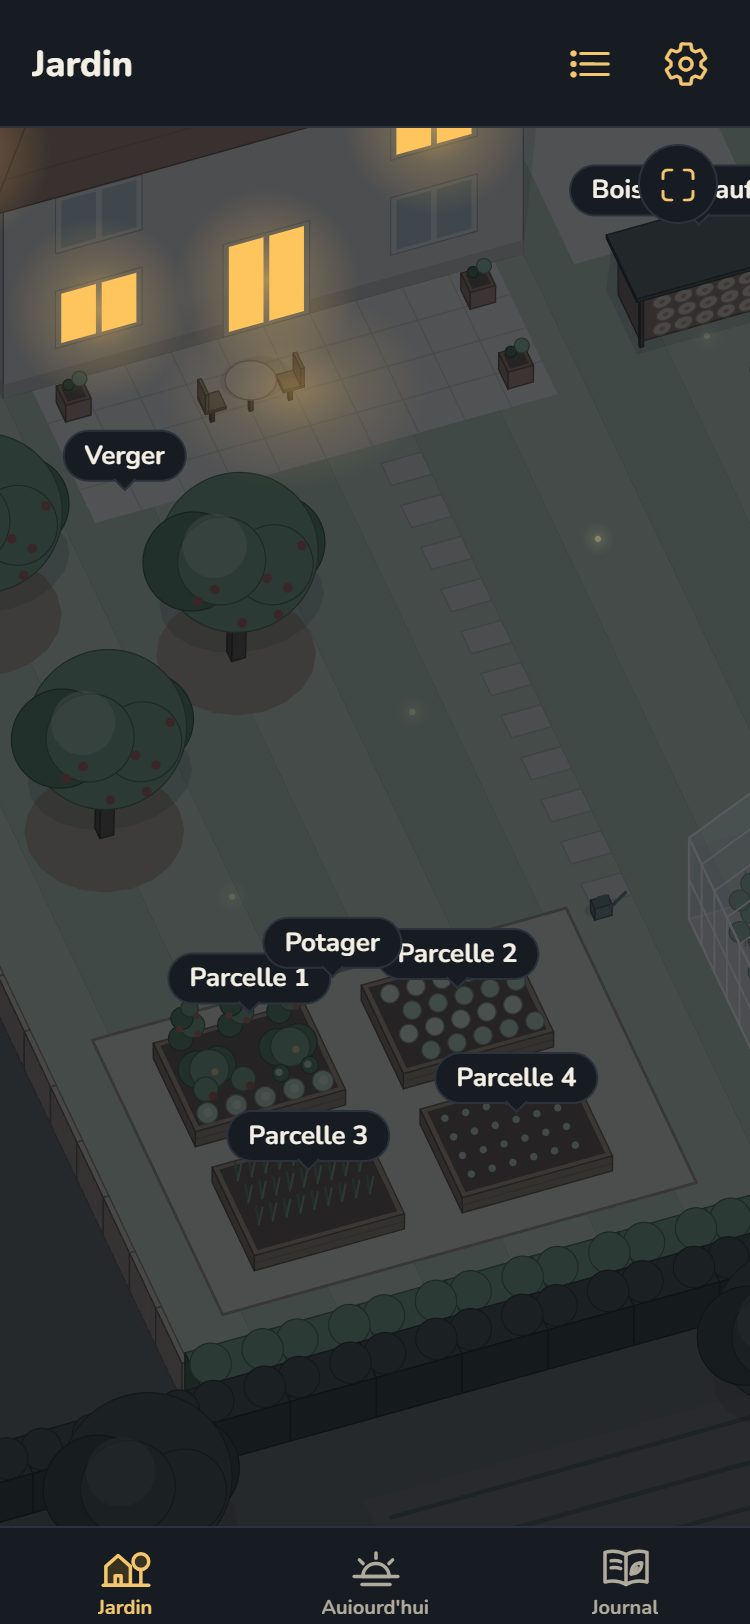 Jardin
Bois
Verger
Potager
Parcelle 2
Parcelle 1
Parcelle 4
Parcelle 3
Jardin
Aujourd'hui
Journal